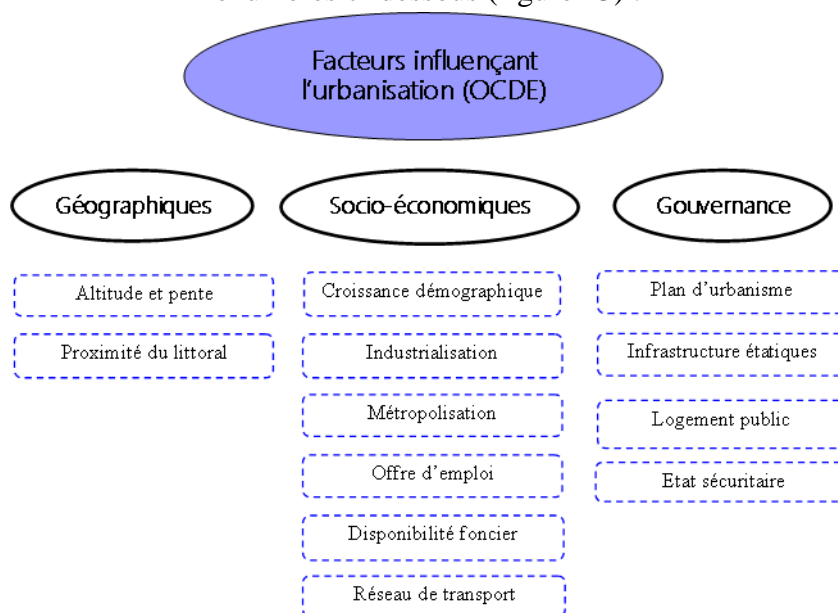 Facteurs influençant
l'urbanisation (OCDE)
Géographiques
Socio-économiques
Gouvernance
Altitude et pente
Proximité du littoral
Croissance démographique
Industrialisation
Métropolisation
Offre d'emploi
Disponibilité foncier
Réseau de transport
Plan d'urbanisme
Infrastructure étatiques
Logement public
Etat sécuritaire